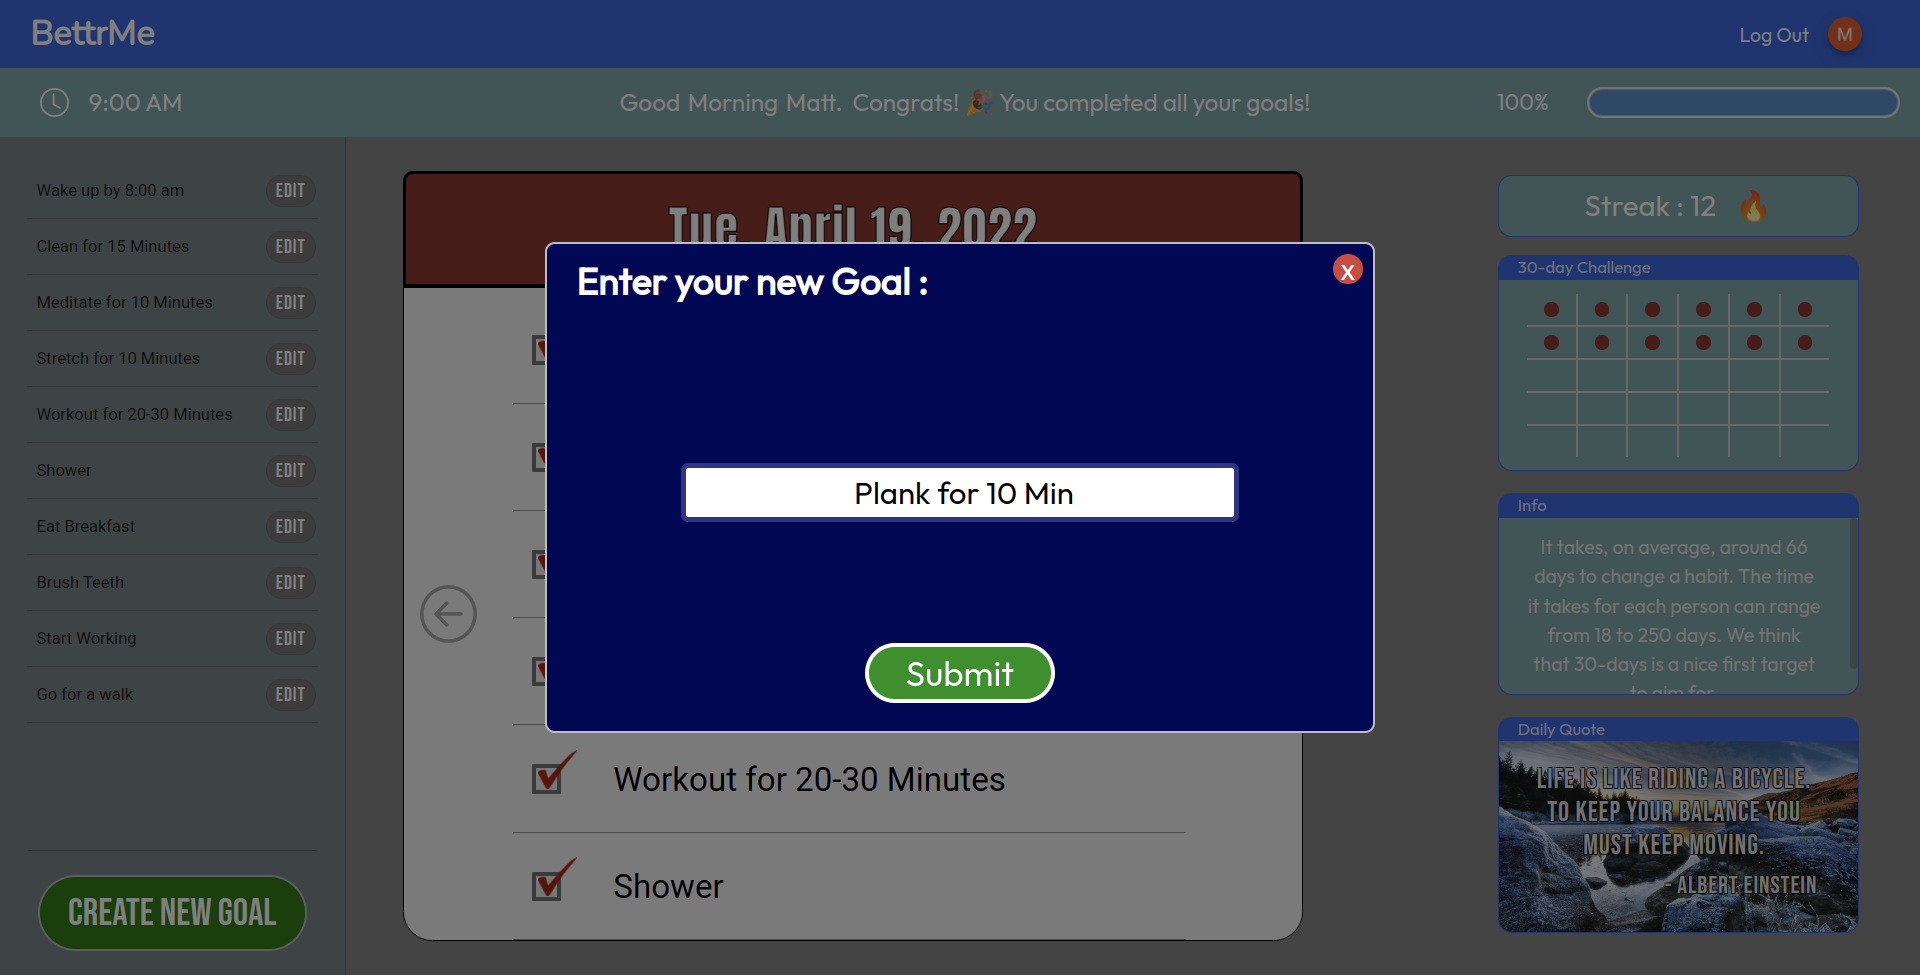 BettrMe
Log Out
M
9:00 AM
Good Morning Matt. Congrats! 🎉 You completed all your goals!
100%
Wake up by 8:00 am EDIT
Clean for 15 Minutes EDIT
Meditate for 10 Minutes EDIT
Stretch for 10 Minutes EDIT
Workout for 20-30 Minutes EDIT
Shower EDIT
Eat Breakfast EDIT
Brush Teeth EDIT
Start Working EDIT
Go for a walk EDIT
CREATE NEW GOAL
Tue, April 19, 2022
Enter your new Goal :
X
Plank for 10 Min
Submit
Workout for 20-30 Minutes
Shower
Streak : 12 🔥
30-day Challenge
Info
It takes, on average, around 66
days to change a habit. The time
it takes for each person can range
from 18 to 250 days. We think
that 30-days is a nice first target
to aim for.
Daily Quote
LIFE IS LIKE RIDING A BICYCLE.
TO KEEP YOUR BALANCE YOU
MUST KEEP MOVING.
- ALBERT EINSTEIN